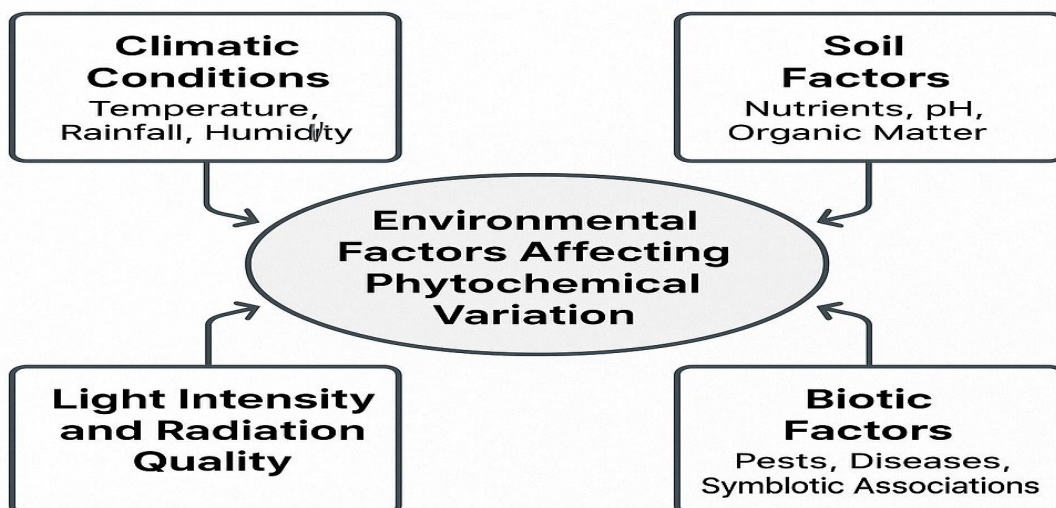 Climatic
Conditions
Temperature,
Rainfall, Humidity
Soil
Factors
Nutrients, pH,
Organic Matter
Environmental
Factors Affecting
Phytochemical
Variation
Light Intensity
and Radiation
Quality
Biotic
Factors
Pests, Diseases,
Symblotic Associations